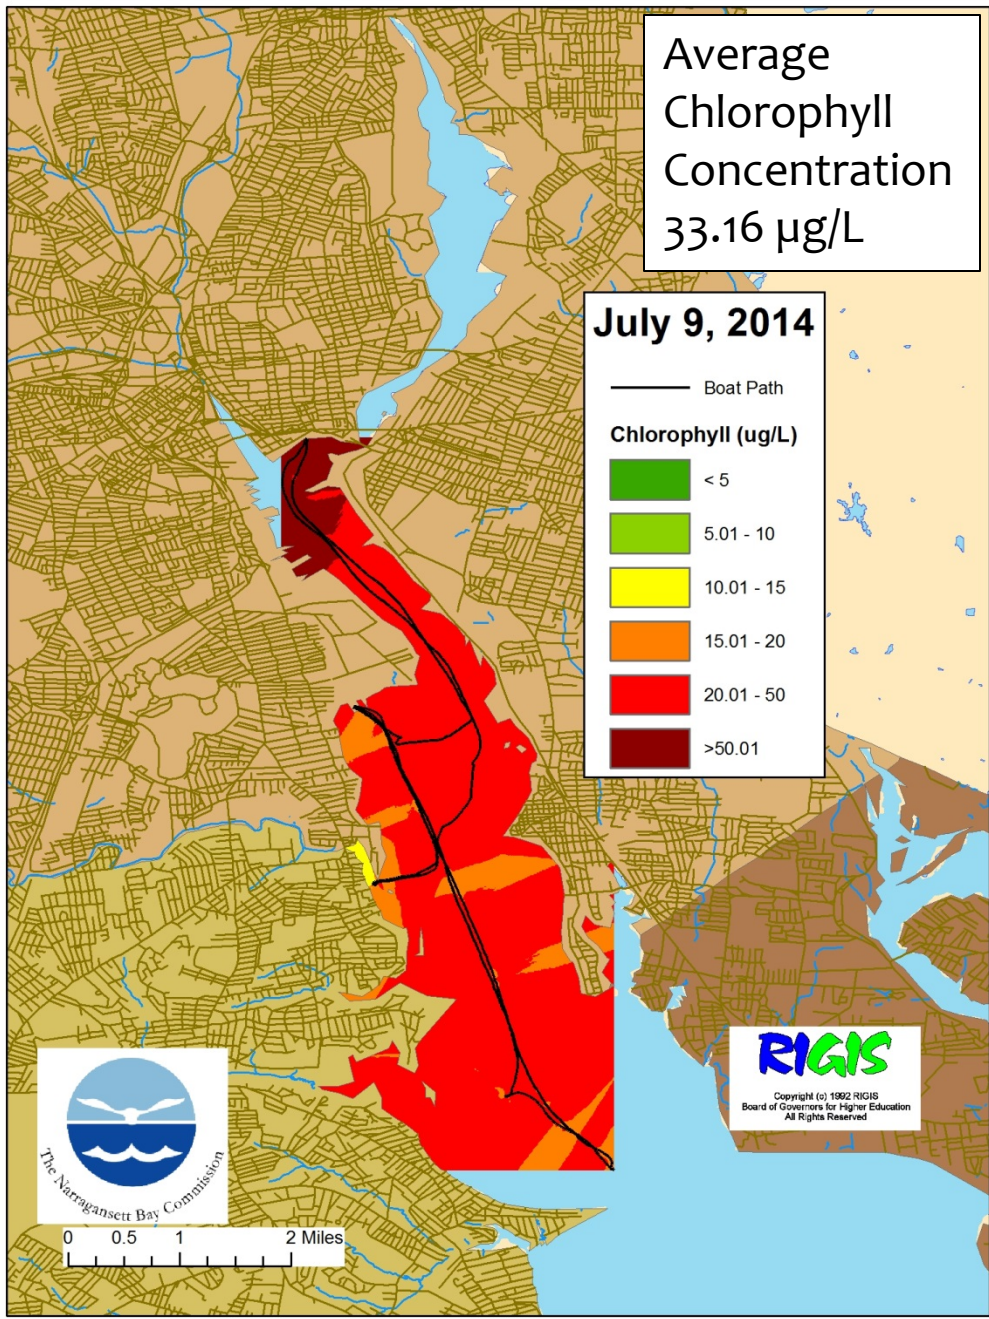 Average
Chlorophyll
Concentration
33.16 µg/L
July 9, 2014
Boat Path
Chlorophyll (ug/L)
< 5
5.01 - 10
10.01 - 15
15.01 - 20
20.01 - 50
>50.01
RIGIS
Copyright (c) 1992 RIGIS
Board of Governors for Higher Education
All Rights Reserved
The Narragansett Bay Commission
0 0.5 1 2 Miles